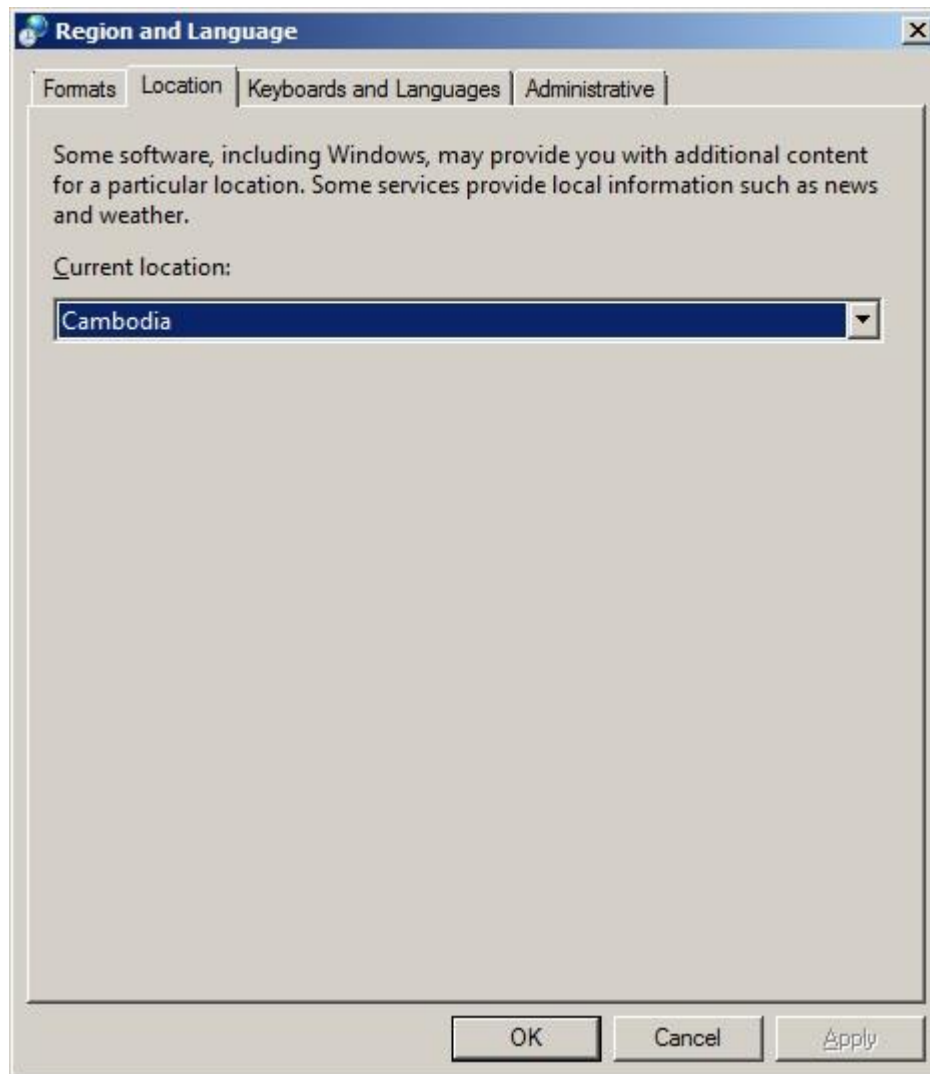 Region and Language
Formats Location Keyboards and Languages Administrative
Some software, including Windows, may provide you with additional content
for a particular location. Some services provide local information such as news
and weather.
Current location:
Cambodia
OK Cancel Apply